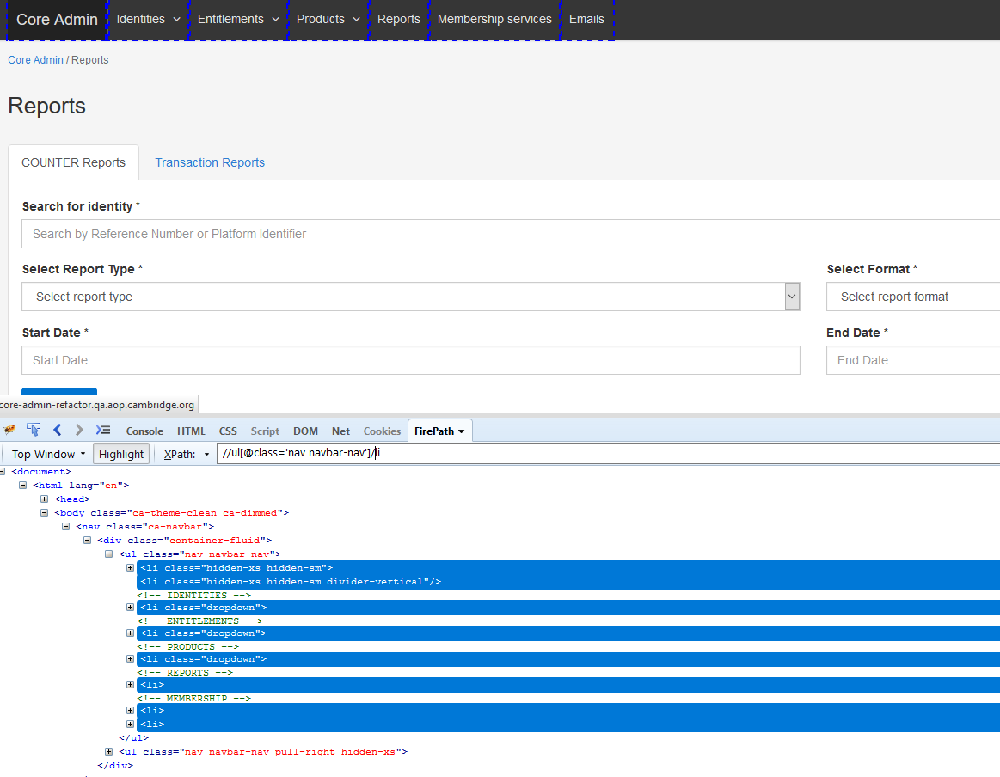 Core Admin Identities Entitlements Products Reports Membership services Emails
Core Admin / Reports
Reports
COUNTER Reports Transaction Reports
Search for identity *
Search by Reference Number or Platform Identifier
Select Report Type * Select Format *
Select report type Select report format
Start Date * End Date *
Start Date End Date
core-admin-refactor.qa.aop.cambridge.org
Console HTML CSS Script DOM Net Cookies FirePath
Top Window Highlight XPath: //ul[@class='nav navbar-nav']/li
<document>
<html lang="en">
<head>
<body class="ca-theme-clean ca-dimmed">
<nav class="ca-navbar">
<div class="container-fluid">
<ul class="nav navbar-nav">
<li class="hidden-xs hidden-sm">
<li class="hidden-xs hidden-sm divider-vertical"/>
<!-- IDENTITIES -->
<li class="dropdown">
<!-- ENTITLEMENTS -->
<li class="dropdown">
<!-- PRODUCTS -->
<li class="dropdown">
<!-- REPORTS -->
<li>
<!-- MEMBERSHIP -->
<li>
<li>
</ul>
<ul class="nav navbar-nav pull-right hidden-xs">
</div>